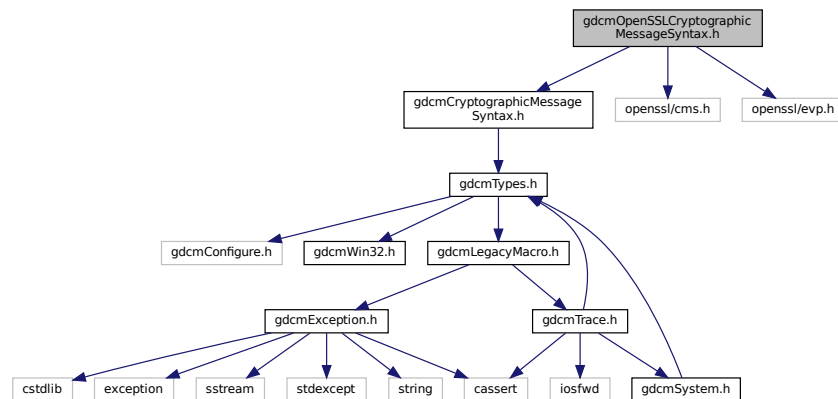 gdcmOpenSSLCryptographic
MessageSyntax.h
gdcmCryptographicMessage
Syntax.h
openssl/cms.h
openssl/evp.h
gdcmTypes.h
gdcmConfigure.h
gdcmWin32.h
gdcmLegacyMacro.h
gdcmException.h
gdcmTrace.h
cstdlib
exception
sstream
stdexcept
string
cassert
iosfwd
gdcmSystem.h